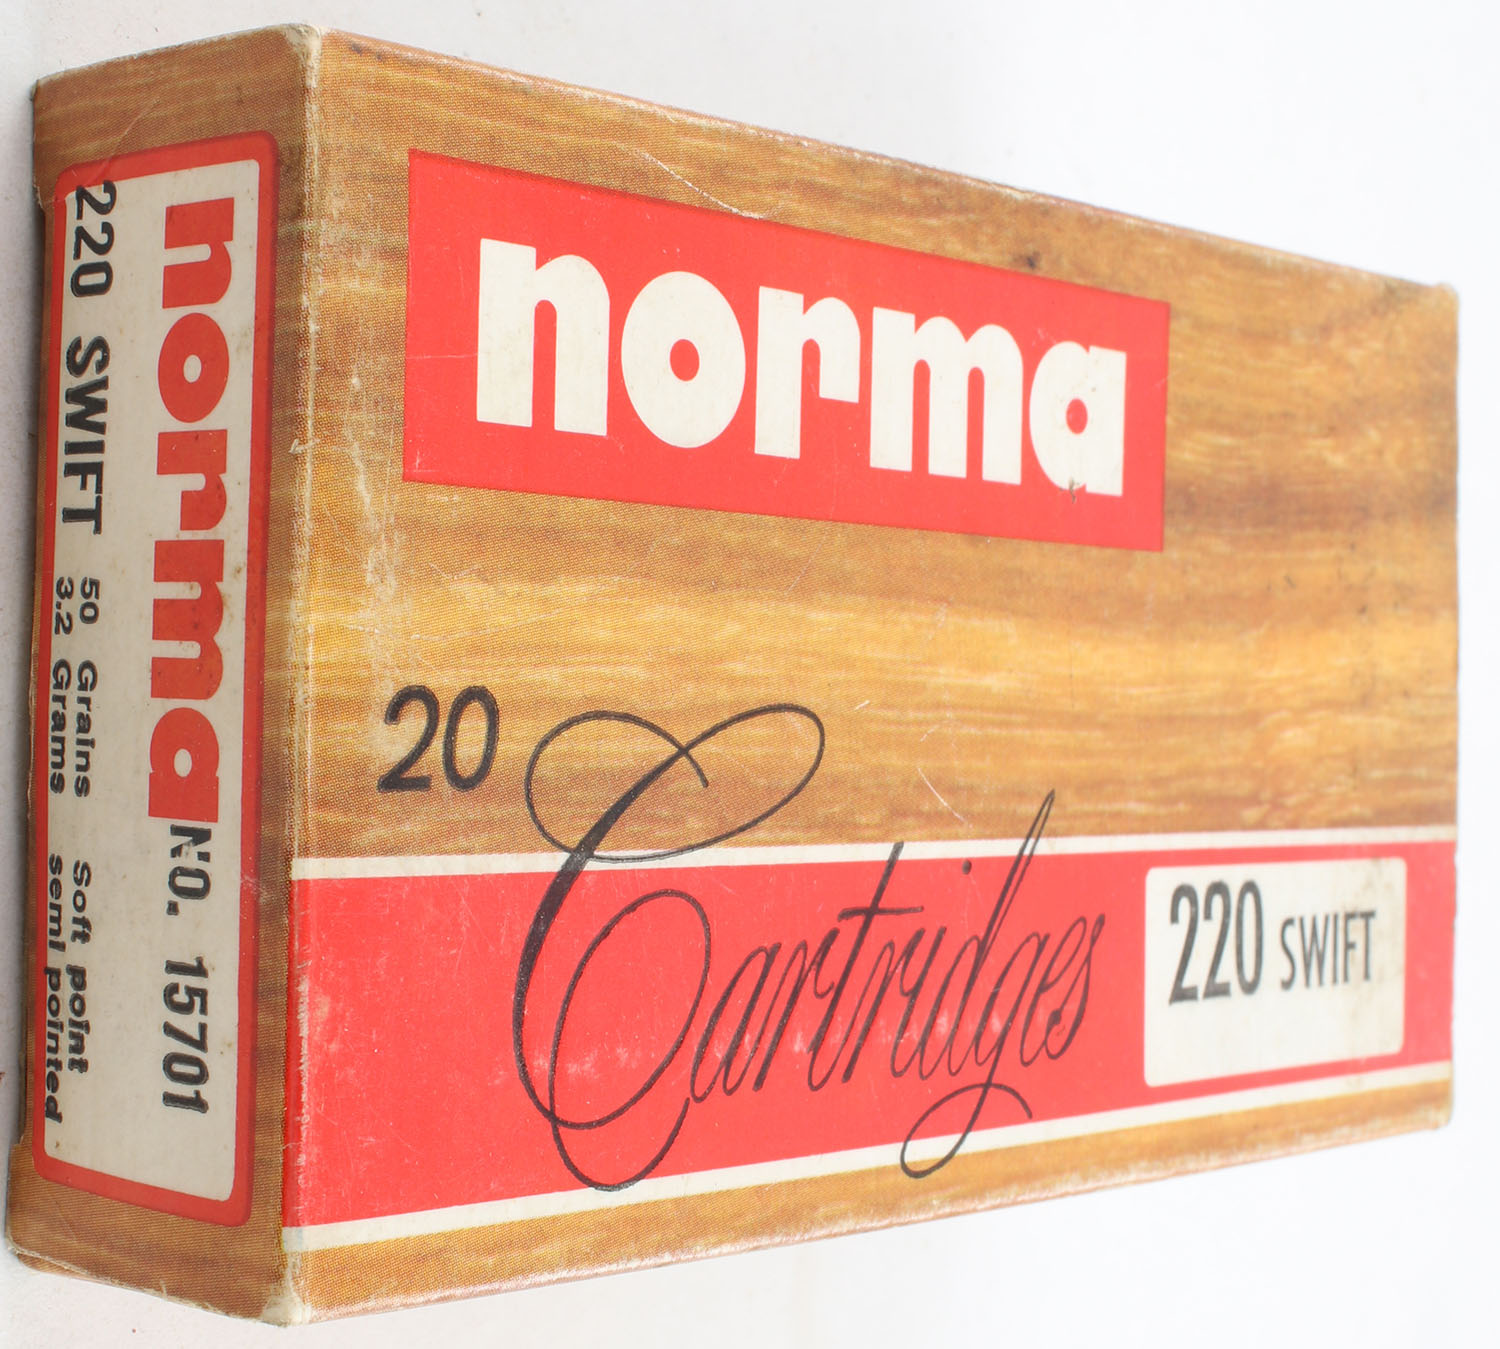 norma
20 Cartridges
220 SWIFT
norma NO. 15701
220 SWIFT 50 Grains Soft point
3.2 Grams semi pointed